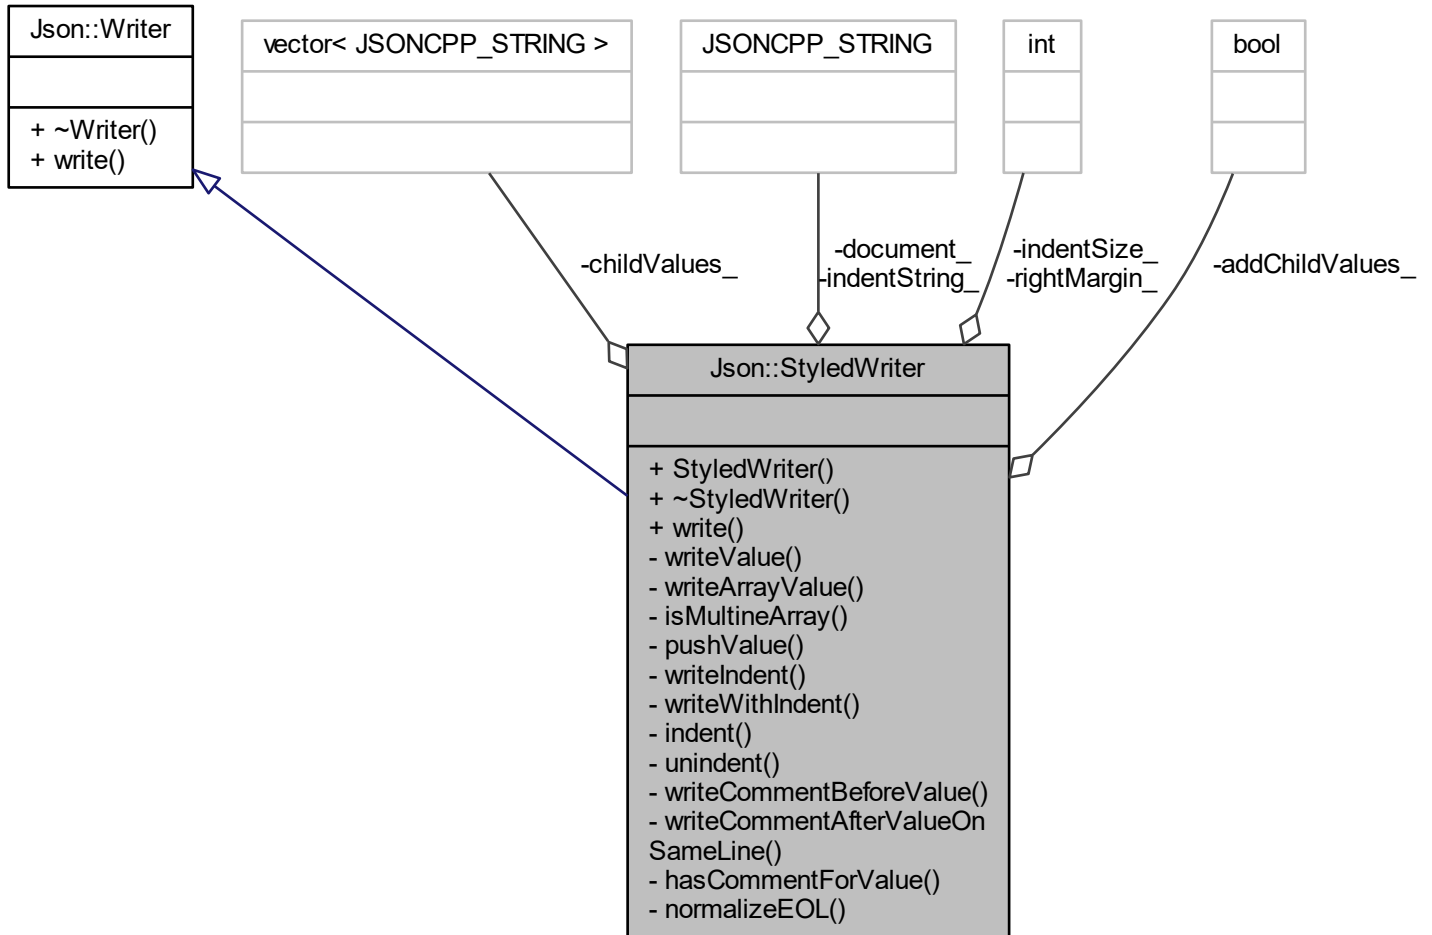 Json::Writer
+ ~Writer()
+ write()
vector< JSONCPP_STRING >
JSONCPP_STRING
int
bool
-childValues_
-document_
-indentString_
-indentSize_
-rightMargin_
-addChildValues_
Json::StyledWriter
+ StyledWriter()
+ ~StyledWriter()
+ write()
- writeValue()
- writeArrayValue()
- isMultineArray()
- pushValue()
- writeIndent()
- writeWithIndent()
- indent()
- unindent()
- writeCommentBeforeValue()
- writeCommentAfterValueOn
SameLine()
- hasCommentForValue()
- normalizeEOL()